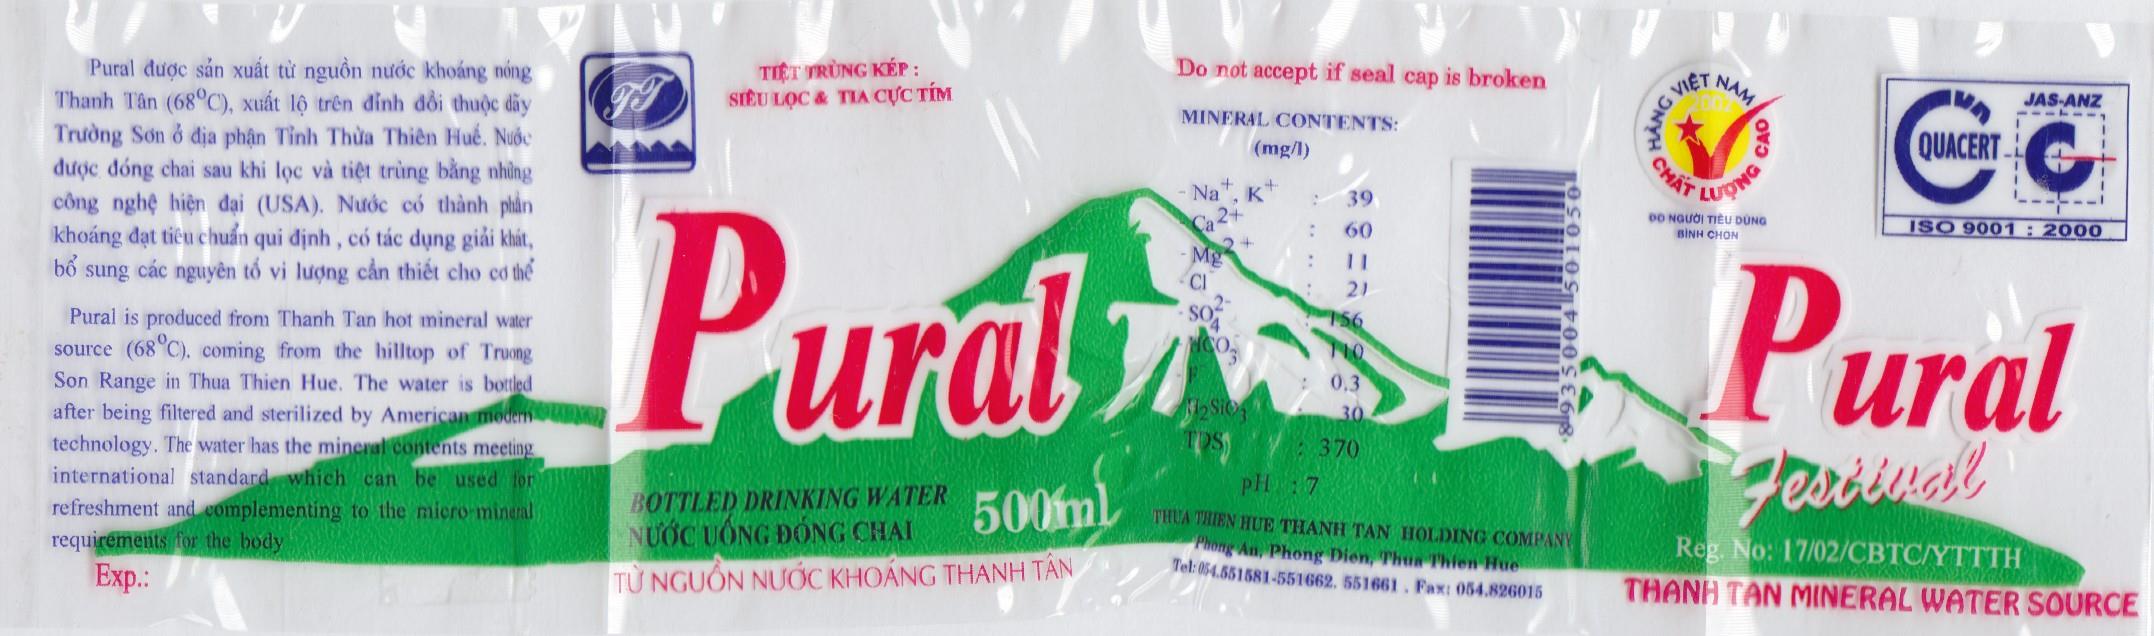 Pural được sản xuất từ nguồn nước khoáng nóng
Thanh Tân (68⁰C), xuất lộ trên đỉnh đồi thuộc dãy
Trường Sơn ở địa phận Tỉnh Thừa Thiên Huế. Nước
được đóng chai sau khi lọc và tiệt trùng bằng những
công nghệ hiện đại (USA). Nước có thành phần
khoáng đạt tiêu chuẩn qui định , có tác dụng giải khát,
bổ sung các nguyên tố vi lượng cần thiết cho cơ thể
Pural is produced from Thanh Tan hot mineral water
source (68⁰C). coming from the hilltop of Truong
Son Range in Thua Thien Hue. The water is bottled
after being filtered and sterilized by American modern
technology. The water has the mineral contents meeting
international standard which can be used for
refreshment and complementing to the micro-mineral
requirements for the body
Exp.:
TT
TIỆT TRÙNG KÉP :
SIÊU LỌC & TIA CỰC TÍM
Pural
BOTTLED DRINKING WATER
NƯỚC UỐNG ĐÓNG CHAI
500ml
TỪ NGUỒN NƯỚC KHOÁNG THANH TÂN
Do not accept if seal cap is broken
MINERAL CONTENTS:
(mg/l)
- Na⁺, K⁺ : 39
- Ca²⁺ : 60
- Mg²⁺ : 11
- Cl⁻ : 21
- SO₄²⁻ : 156
- HCO₃⁻ : 110
- F : 0.3
H₂SiO₃ : 30
TDS : 370
pH : 7
THUA THIEN HUE THANH TAN HOLDING COMPANY
Phong An, Phong Dien, Thua Thien Hue
Tel: 054.551581-551662. 551661 . Fax: 054.826015
8935004501050
HÀNG VIỆT NAM
CHẤT LƯỢNG CAO
DO NGƯỜI TIÊU DÙNG
BÌNH CHỌN
JAS-ANZ
QUACERT
ISO 9001 : 2000
Pural
Festival
Reg. No: 17/02/CBTC/YTTTH
THANH TAN MINERAL WATER SOURCE